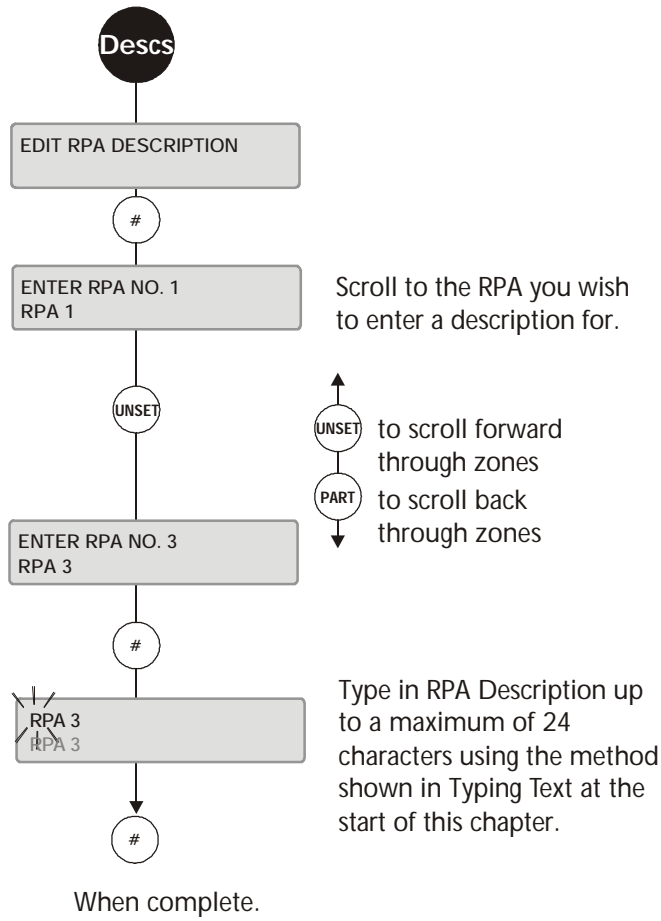 Descs
EDIT RPA DESCRIPTION
#
ENTER RPA NO. 1
RPA 1
Scroll to the RPA you wish
to enter a description for.
UNSET
UNSET
to scroll forward
through zones
PART
to scroll back
through zones
ENTER RPA NO. 3
RPA 3
#
RPA 3
RPA 3
Type in RPA Description up
to a maximum of 24
characters using the method
shown in Typing Text at the
start of this chapter.
#
When complete.